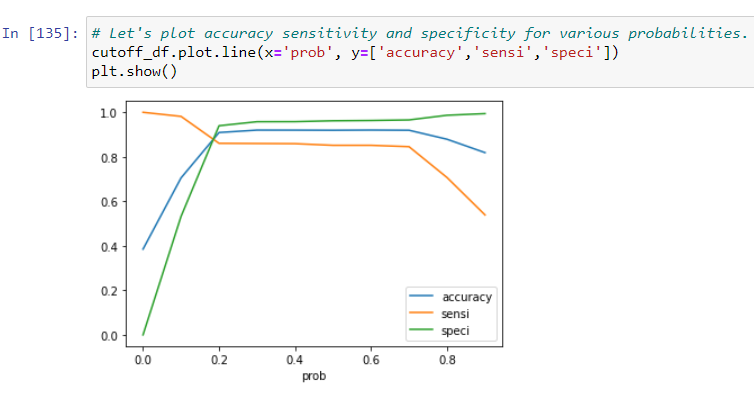 In [135]: # Let's plot accuracy sensitivity and specificity for various probabilities.
cutoff_df.plot.line(x='prob', y=['accuracy','sensi','speci'])
plt.show()
1.0
0.8
0.6
0.4
0.2
0.0
accuracy
sensi
speci
0.0 0.2 0.4 0.6 0.8
prob